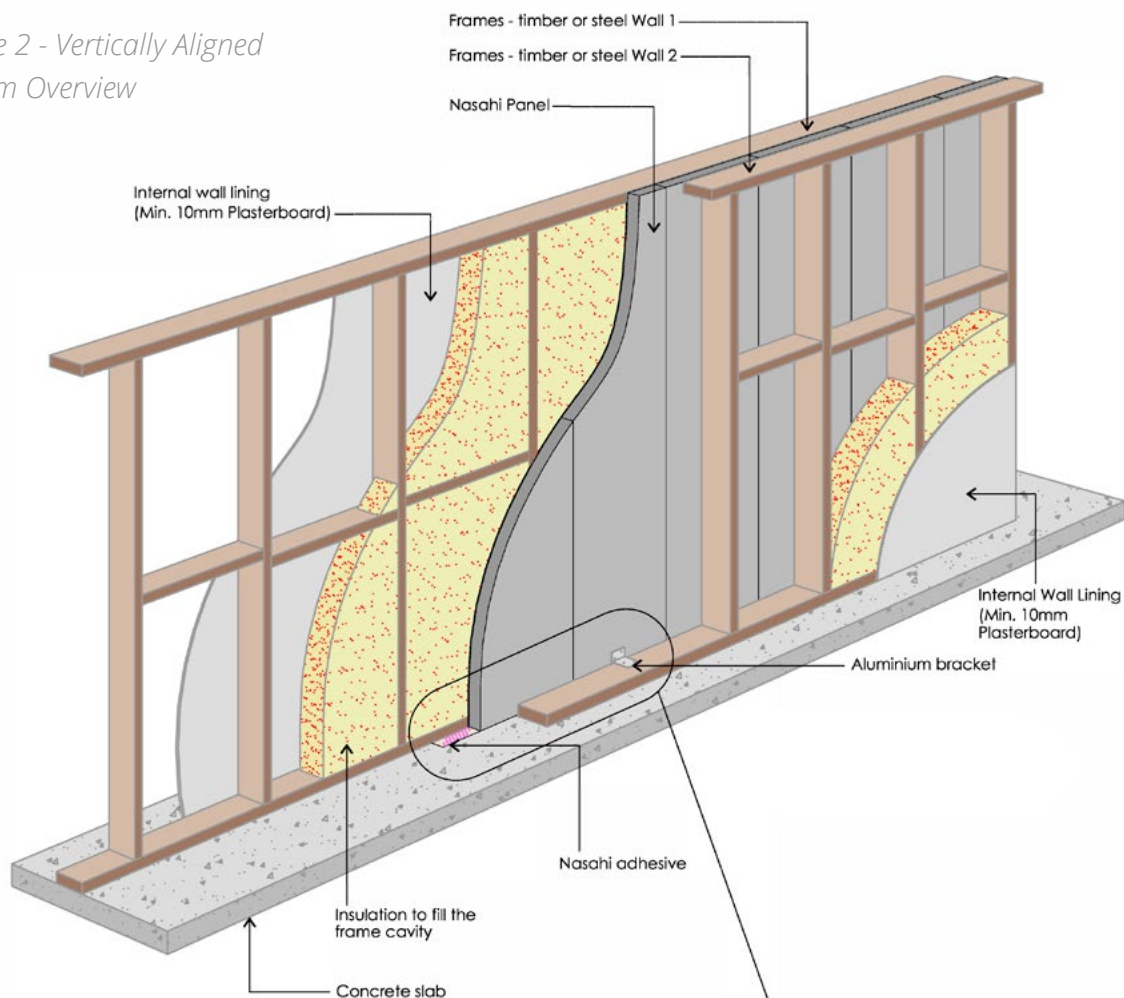 e 2 - Vertically Aligned
m Overview
Frames - timber or steel Wall 1
Frames - timber or steel Wall 2
Nasahi Panel
Internal wall lining
(Min. 10mm Plasterboard)
Internal Wall Lining
(Min. 10mm
Plasterboard)
Aluminium bracket
Nasahi adhesive
Insulation to fill the
frame cavity
Concrete slab